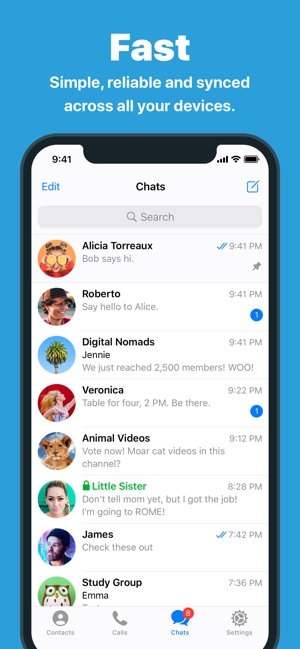 Fast
Simple, reliable and synced
across all your devices.
9:41
Edit
Chats
Search
Alicia Torreaux
9:41 PM
Bob says hi.
Roberto
9:41 PM
Say hello to Alice.
1
Digital Nomads
9:41 PM
Jennie
We just reached 2,500 members! WOO!
Veronica
9:22 PM
Table for four, 2 PM. Be there.
1
Animal Videos
9:12 PM
Vote now! Moar cat videos in this
channel?
Little Sister
8:28 PM
Don't tell mom yet, but I got the job!
I'm going to ROME!
James
7:42 PM
Check these out
Study Group
7:36 PM
Emma
8
Contacts
Calls
Chats
Settings